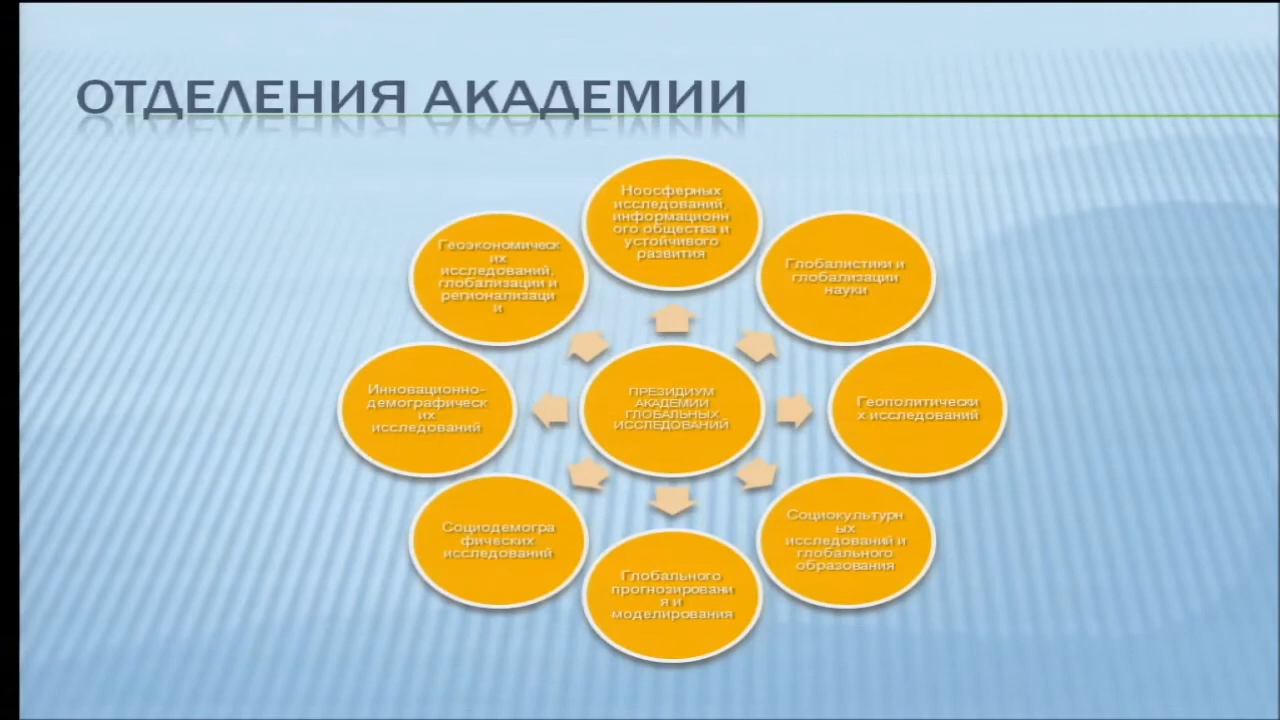 ОТДЕЛЕНИЯ АКАДЕМИИ
Ноосферных
исследований,
информационн
ого общества и
устойчивого
развития
Глобалистики и
глобализации
науки
Геополитически
х исследований
Социокультурн
ых
исследований и
глобального
образования
Глобального
прогнозировани
я и
моделирования
Социодемогра
фических
исследований
Инновационно-
демографическ
их
исследований
Геоэкономическ
их
исследований,
глобализации и
регионализаци
и
ПРЕЗИДИУМ
АКАДЕМИИ
ГЛОБАЛЬНЫХ
ИССЛЕДОВАНИЙ